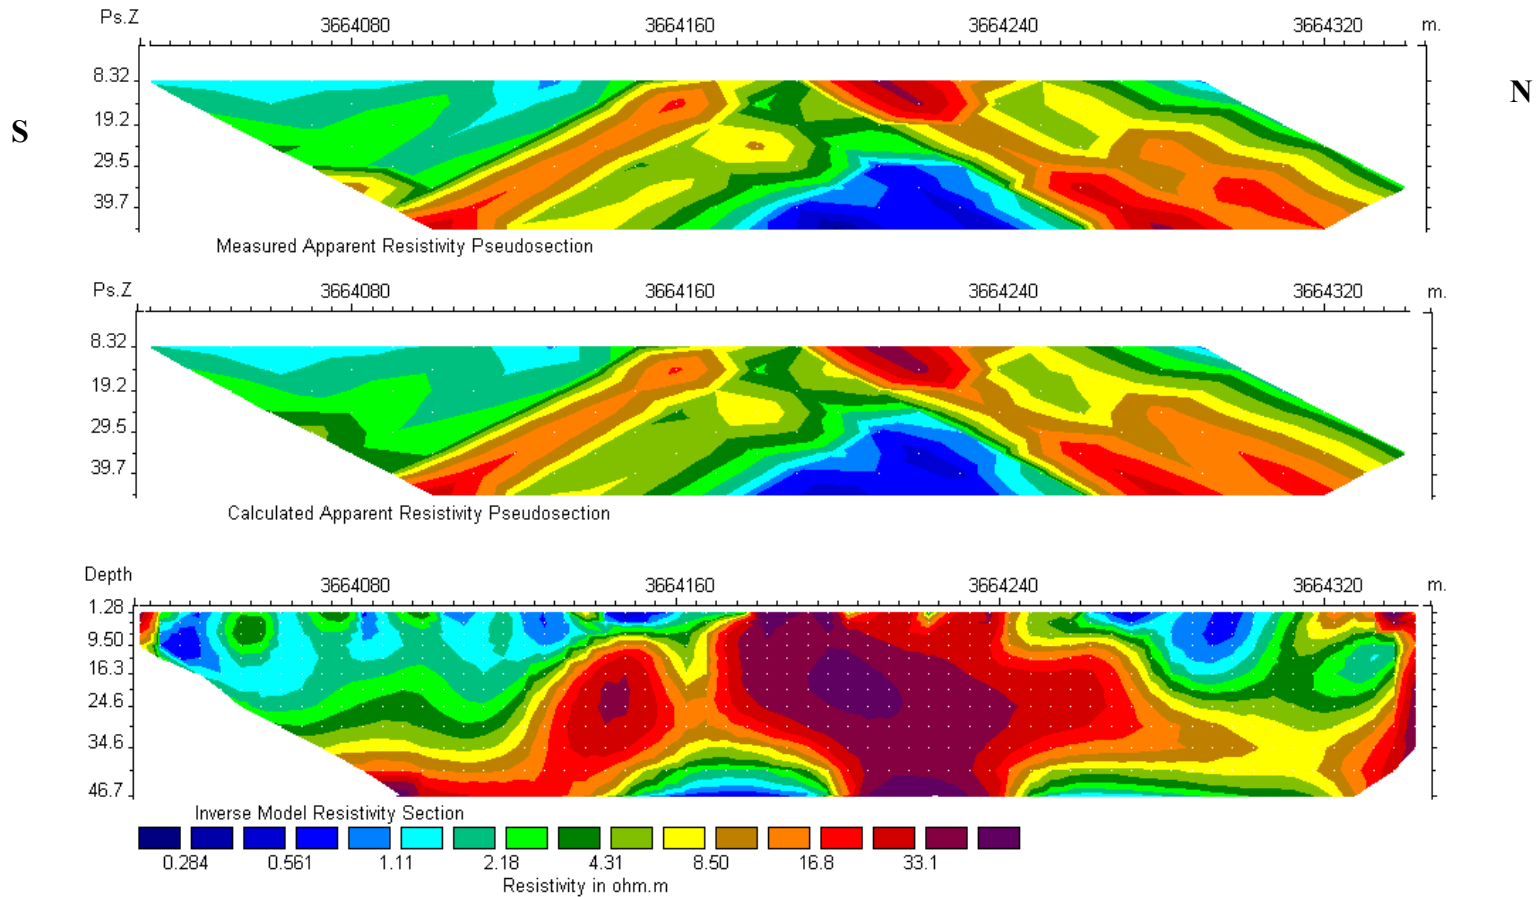 Ps.Z 3664080 3664160 3664240 3664320 m.
8.32
N
S
19.2
29.5
39.7
Measured Apparent Resistivity Pseudosection
Ps.Z 3664080 3664160 3664240 3664320 m.
8.32
19.2
29.5
39.7
Calculated Apparent Resistivity Pseudosection
Depth 3664080 3664160 3664240 3664320 m.
1.28
9.50
16.3
24.6
34.6
46.7
Inverse Model Resistivity Section
0.284 0.561 1.11 2.18 4.31 8.50 16.8 33.1
Resistivity in ohm.m